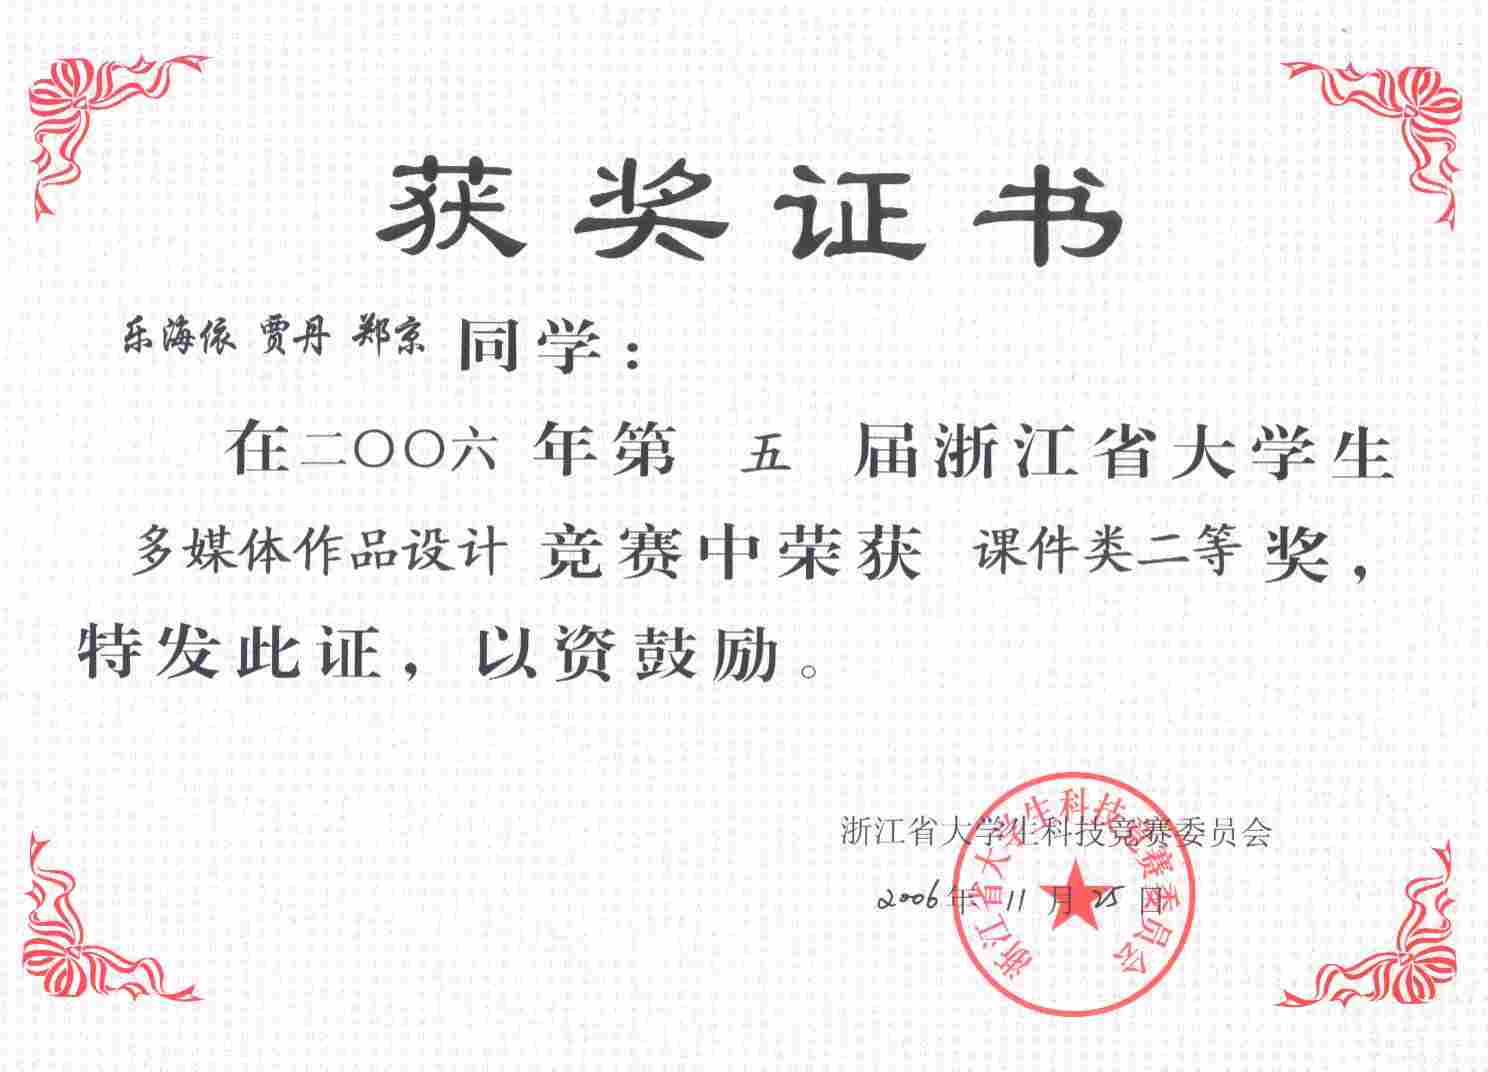 获奖证书
乐海依 贾丹 郑京 同学：
在二〇〇六年第 五 届浙江省大学生
多媒体作品设计 竞赛中荣获 课件类二等奖，
特发此证，以资鼓励。
浙江省大学生科技竞赛委员会
2006年 11 月 25 日
浙江省大学生科技竞赛委员会